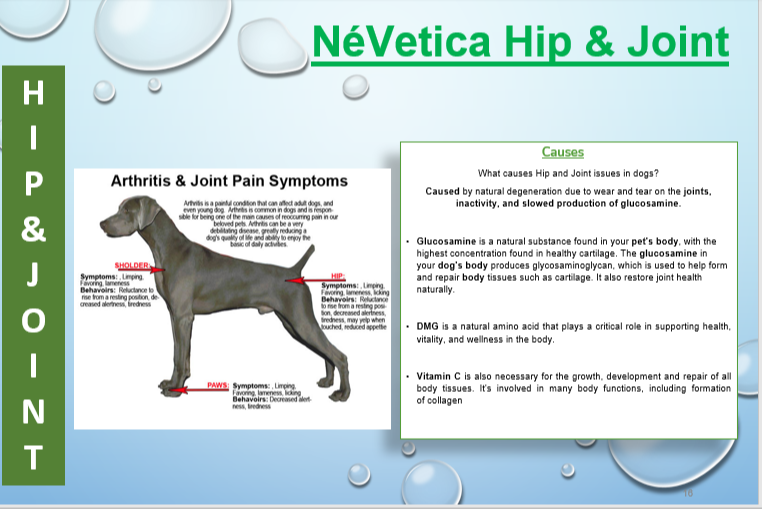 NéVetica Hip & Joint
H
I
P
&
J
O
I
N
T
Arthritis & Joint Pain Symptoms
Arthritis is a painful condition that can affect adult dogs, and
even young dog. Arthritis is common in dogs and is respon-
sible for being one of the main causes of reoccurring pain in our
beloved pets. Arthritis can be a very
debilitating disease, greatly reducing a
dog's quality of life and ability to enjoy the
basic of daily activities.
SHOLDER:
Symptoms: , Limping,
Favoring, lameness
Behavoirs: Reluctance to
rise from a resting position, de-
creased alertness, tiredness
HIP:
Symptoms: , Limping,
Favoring, lameness, licking
Behavoirs: Reluctance
to rise from a resting posi-
tion, decreased alertness,
tiredness, may yelp when
touched, reduced appetite
PAWS: Symptoms: , Limping,
Favoring, lameness, licking
Behavoirs: Decreased alert-
ness, tiredness
Causes
What causes Hip and Joint issues in dogs?
Caused by natural degeneration due to wear and tear on the joints,
inactivity, and slowed production of glucosamine.
• Glucosamine is a natural substance found in your pet's body, with the
highest concentration found in healthy cartilage. The glucosamine in
your dog's body produces glycosaminoglycan, which is used to help form
and repair body tissues such as cartilage. It also restore joint health
naturally.
• DMG is a natural amino acid that plays a critical role in supporting health,
vitality, and wellness in the body.
• Vitamin C is also necessary for the growth, development and repair of all
body tissues. It's involved in many body functions, including formation
of collagen
16